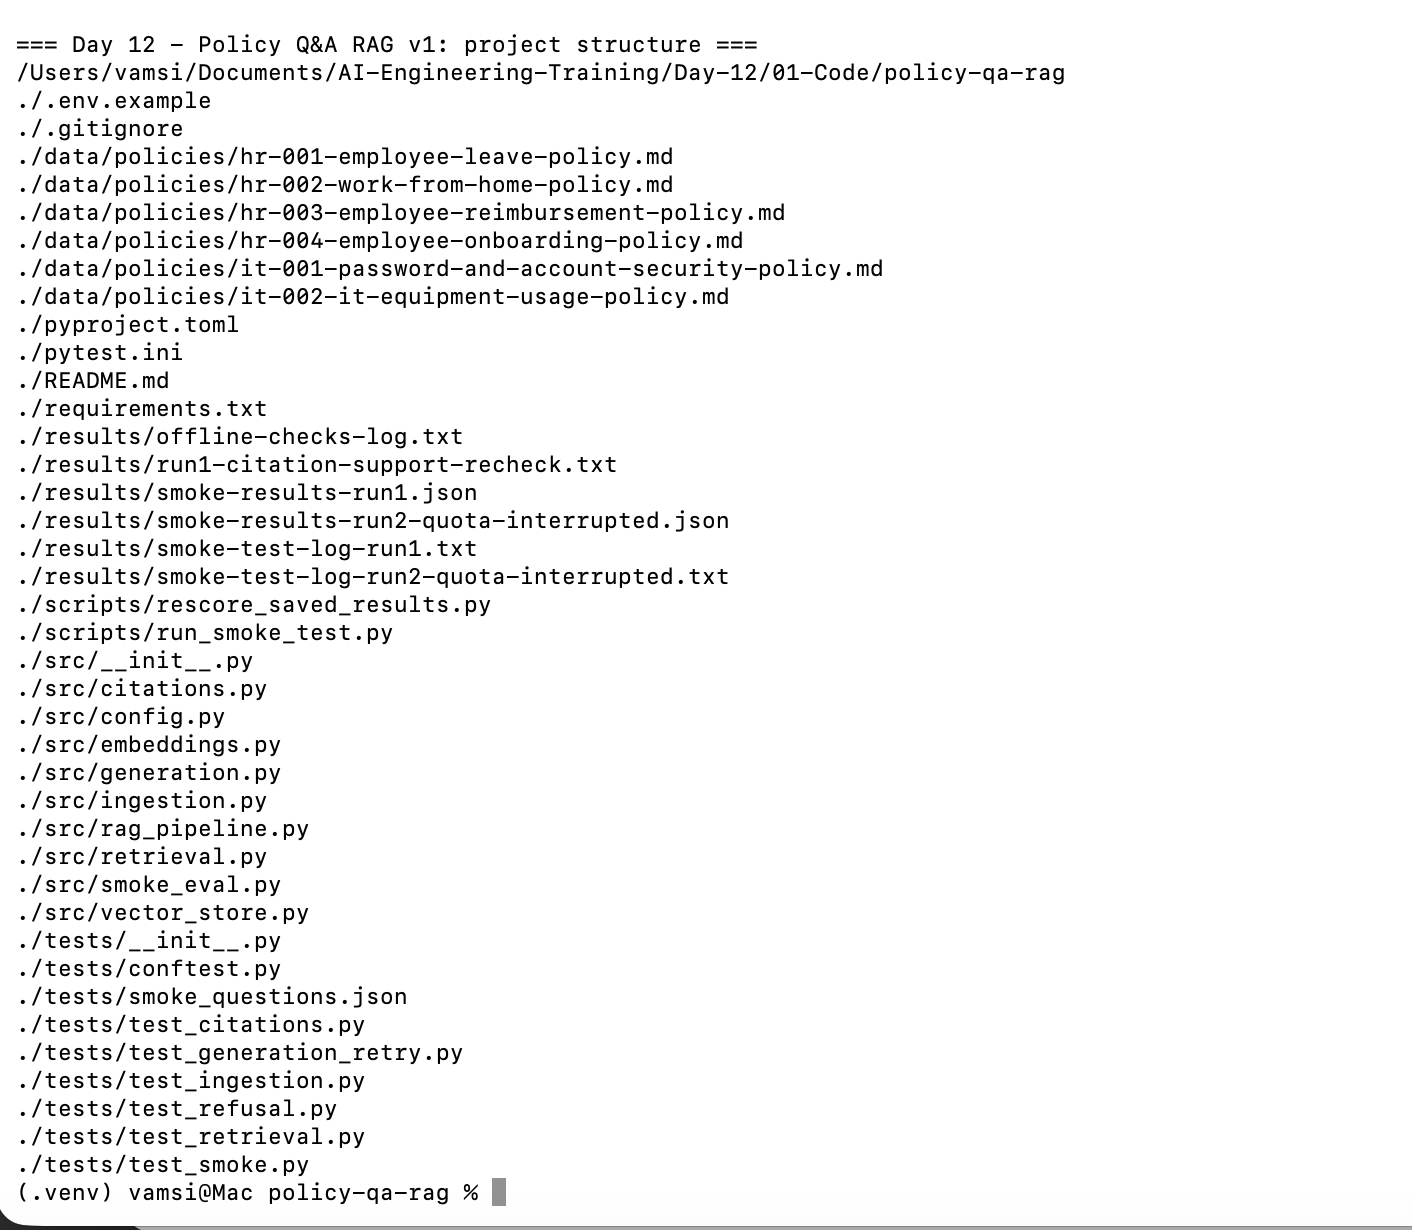 === Day 12 – Policy Q&A RAG v1: project structure ===
/Users/vamsi/Documents/AI-Engineering-Training/Day-12/01-Code/policy-qa-rag
./.env.example
./.gitignore
./data/policies/hr-001-employee-leave-policy.md
./data/policies/hr-002-work-from-home-policy.md
./data/policies/hr-003-employee-reimbursement-policy.md
./data/policies/hr-004-employee-onboarding-policy.md
./data/policies/it-001-password-and-account-security-policy.md
./data/policies/it-002-it-equipment-usage-policy.md
./pyproject.toml
./pytest.ini
./README.md
./requirements.txt
./results/offline-checks-log.txt
./results/run1-citation-support-recheck.txt
./results/smoke-results-run1.json
./results/smoke-results-run2-quota-interrupted.json
./results/smoke-test-log-run1.txt
./results/smoke-test-log-run2-quota-interrupted.txt
./scripts/rescore_saved_results.py
./scripts/run_smoke_test.py
./src/__init__.py
./src/citations.py
./src/config.py
./src/embeddings.py
./src/generation.py
./src/ingestion.py
./src/rag_pipeline.py
./src/retrieval.py
./src/smoke_eval.py
./src/vector_store.py
./tests/__init__.py
./tests/conftest.py
./tests/smoke_questions.json
./tests/test_citations.py
./tests/test_generation_retry.py
./tests/test_ingestion.py
./tests/test_refusal.py
./tests/test_retrieval.py
./tests/test_smoke.py
(.venv) vamsi@Mac policy-qa-rag %